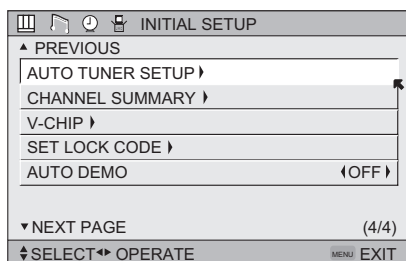 INITIAL SETUP
▲ PREVIOUS
AUTO TUNER SETUP
CHANNEL SUMMARY
V-CHIP
SET LOCK CODE
AUTO DEMO OFF
▼NEXT PAGE (4/4)
SELECT OPERATE MENU EXIT